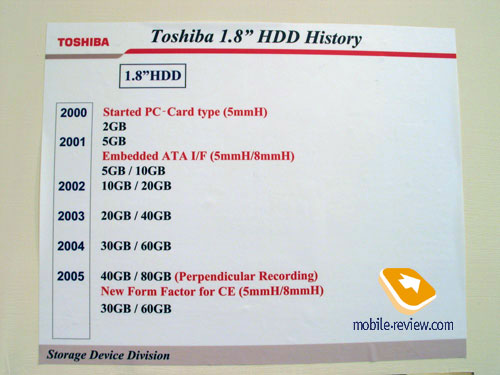 TOSHIBA
Toshiba 1.8” HDD History
1.8”HDD
2000 Started PC-Card type (5mmH)
2GB
2001 5GB
Embedded ATA I/F (5mmH/8mmH)
5GB / 10GB
2002 10GB / 20GB
2003 20GB / 40GB
2004 30GB / 60GB
2005 40GB / 80GB (Perpendicular Recording)
New Form Factor for CE (5mmH/8mmH)
30GB / 60GB
mobile-review.com
Storage Device Division